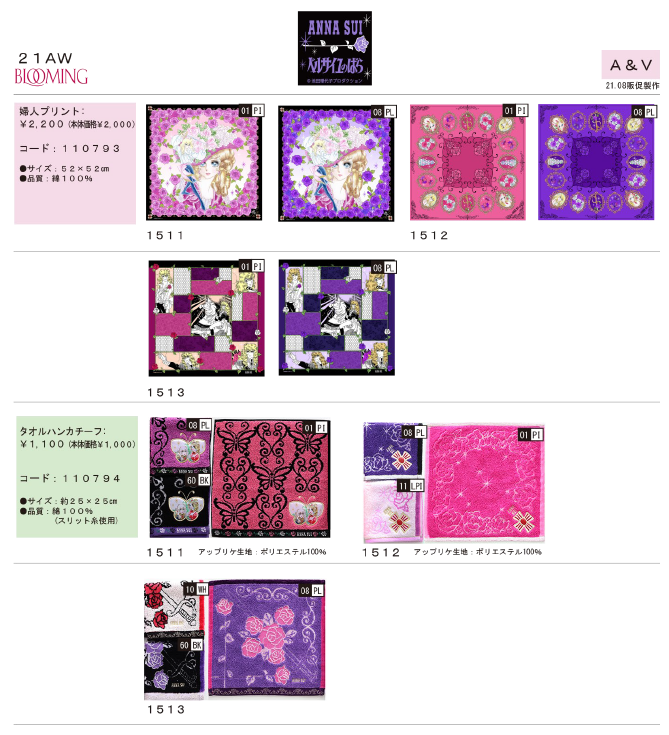 ANNA SUI
ベルサイユのばら
©池田理代子プロダクション
21AW
BLOOMING
A＆V
21.08販促製作
婦人プリント：
￥2,200（本体価格￥2,000）
コード：110793
●サイズ：52×52㎝
●品質：綿100％
01 PI
08 PL
01 PI
08 PL
1511
1512
01 PI
08 PL
1513
タオルハンカチーフ：
￥1,100（本体価格￥1,000）
コード：110794
●サイズ：約25×25㎝
●品質：綿100％
（スリット糸使用）
08 PL
01 PI
60 BK
08 PL
01 PI
11 LPI
ANNA SUI
ANNA SUI
1511 アップリケ生地：ポリエステル100%
1512 アップリケ生地：ポリエステル100%
10 WH
08 PL
60 BK
1513